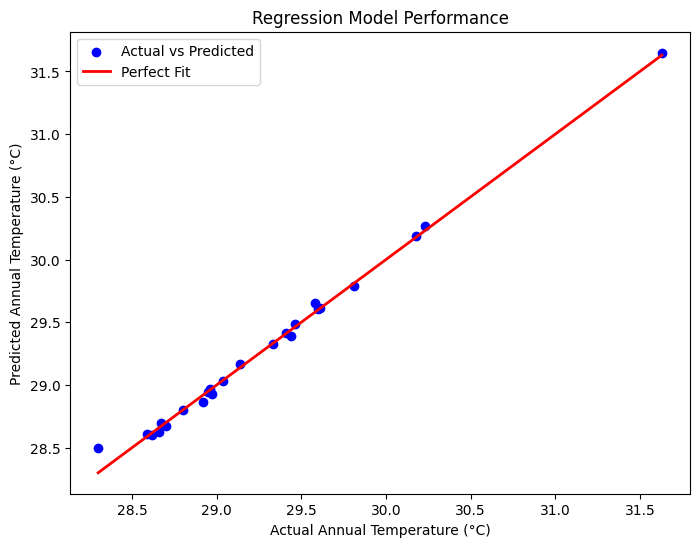 Regression Model Performance
Actual vs Predicted
Perfect Fit
Predicted Annual Temperature (°C)
31.5
31.0
30.5
30.0
29.5
29.0
28.5
28.5 29.0 29.5 30.0 30.5 31.0 31.5
Actual Annual Temperature (°C)